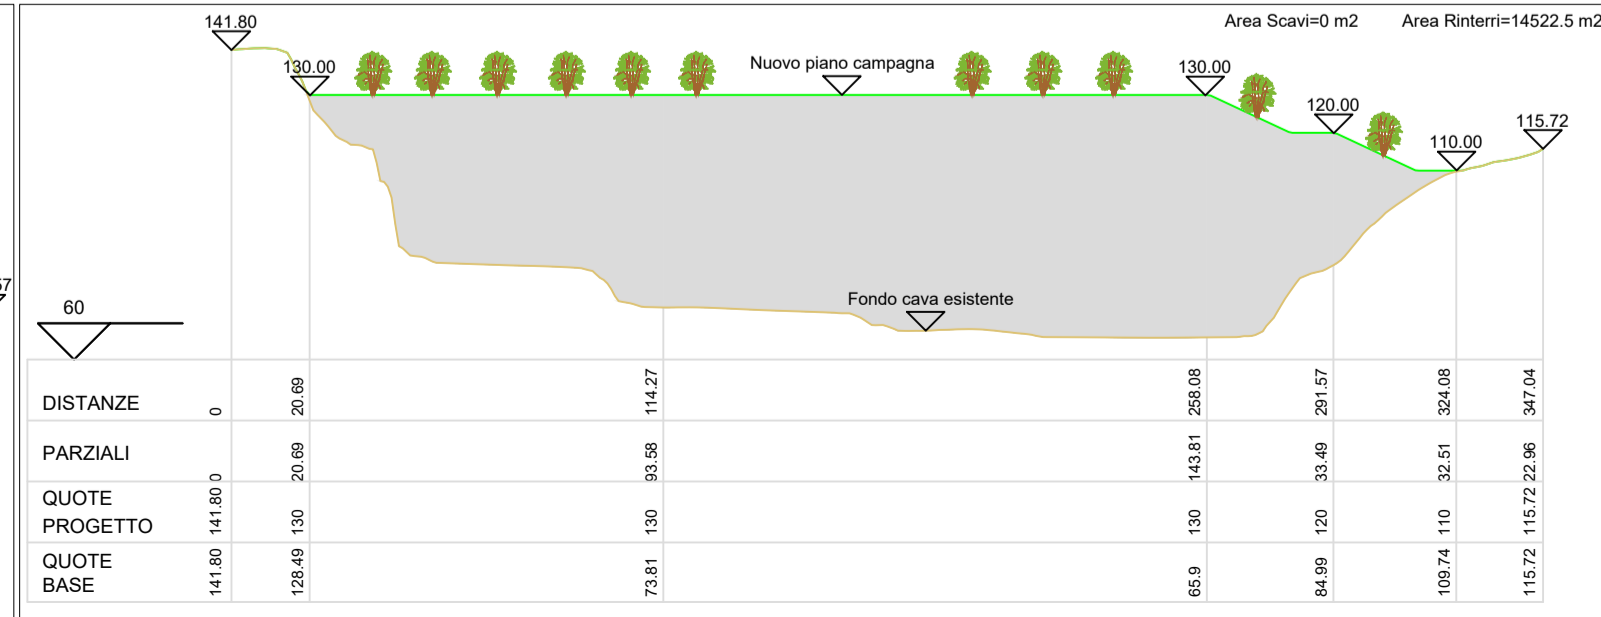 Area Scavi=0 m2 Area Rinterri=14522.5 m2
141.80
130.00
Nuovo piano campagna
130.00
120.00
115.72
110.00
57
60
Fondo cava esistente
DISTANZE 0 20.69 114.27 258.08 291.57 324.08 347.04
PARZIALI 0 20.69 93.58 143.81 33.49 32.51 22.96
QUOTE
PROGETTO 141.80 130 130 130 120 110 115.72
QUOTE
BASE 141.80 128.49 73.81 65.9 84.99 109.74 115.72